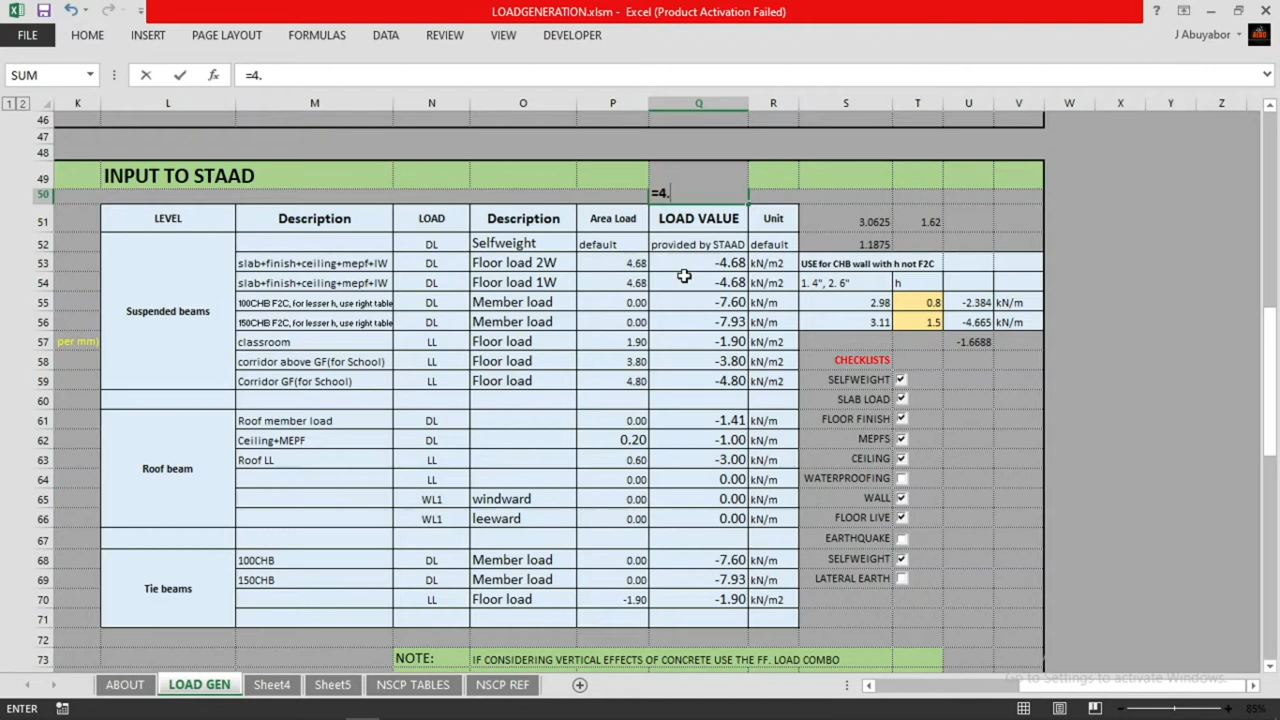 LOADGENERATION.xlsm - Excel (Product Activation Failed)
FILE HOME INSERT PAGE LAYOUT FORMULAS DATA REVIEW VIEW DEVELOPER J Abuyabor
SUM =4.
1 2 K L M N O P Q R S T U V W X Y Z
46
47
48
49 INPUT TO STAAD
50 =4.
51 LEVEL Description LOAD Description Area Load LOAD VALUE Unit 3.0625 1.62
52 DL Selfweight default provided by STAAD default 1.1875
53 slab+finish+ceiling+mepf+IW DL Floor load 2W 4.68 -4.68 kN/m2 USE for CHB wall with h not F2C
54 slab+finish+ceiling+mepf+IW DL Floor load 1W 4.68 -4.68 kN/m2 1. 4", 2. 6" h
55 100CHB F2C, for lesser h, use right table DL Member load 0.00 -7.60 kN/m 2.98 0.8 -2.384 kN/m
Suspended beams
56 150CHB F2C, for lesser h, use right table DL Member load 0.00 -7.93 kN/m 3.11 1.5 -4.665 kN/m
per mm) 57 classroom LL Floor load 1.90 -1.90 kN/m2 -1.6688
58 corridor above GF(for School) LL Floor load 3.80 -3.80 kN/m2 CHECKLISTS
59 Corridor GF(for School) LL Floor load 4.80 -4.80 kN/m2 SELFWEIGHT
60 SLAB LOAD
61 Roof member load DL 0.00 -1.41 kN/m FLOOR FINISH
62 Ceiling+MEPF DL 0.20 -1.00 kN/m MEPFS
63 Roof LL LL 0.60 -3.00 kN/m CEILING
Roof beam
64 LL 0.00 0.00 kN/m WATERPROOFING
65 WL1 windward 0.00 0.00 kN/m WALL
66 WL1 leeward 0.00 0.00 kN/m FLOOR LIVE
67 EARTHQUAKE
68 100CHB DL Member load 0.00 -7.60 kN/m SELFWEIGHT
69 150CHB DL Member load 0.00 -7.93 kN/m LATERAL EARTH
Tie beams
70 LL Floor load -1.90 -1.90 kN/m2
71
72
73 NOTE: IF CONSIDERING VERTICAL EFFECTS OF CONCRETE USE THE FF. LOAD COMBO
Go to Settings to activate Windows.
ABOUT LOAD GEN Sheet4 Sheet5 NSCP TABLES NSCP REF
ENTER 85%